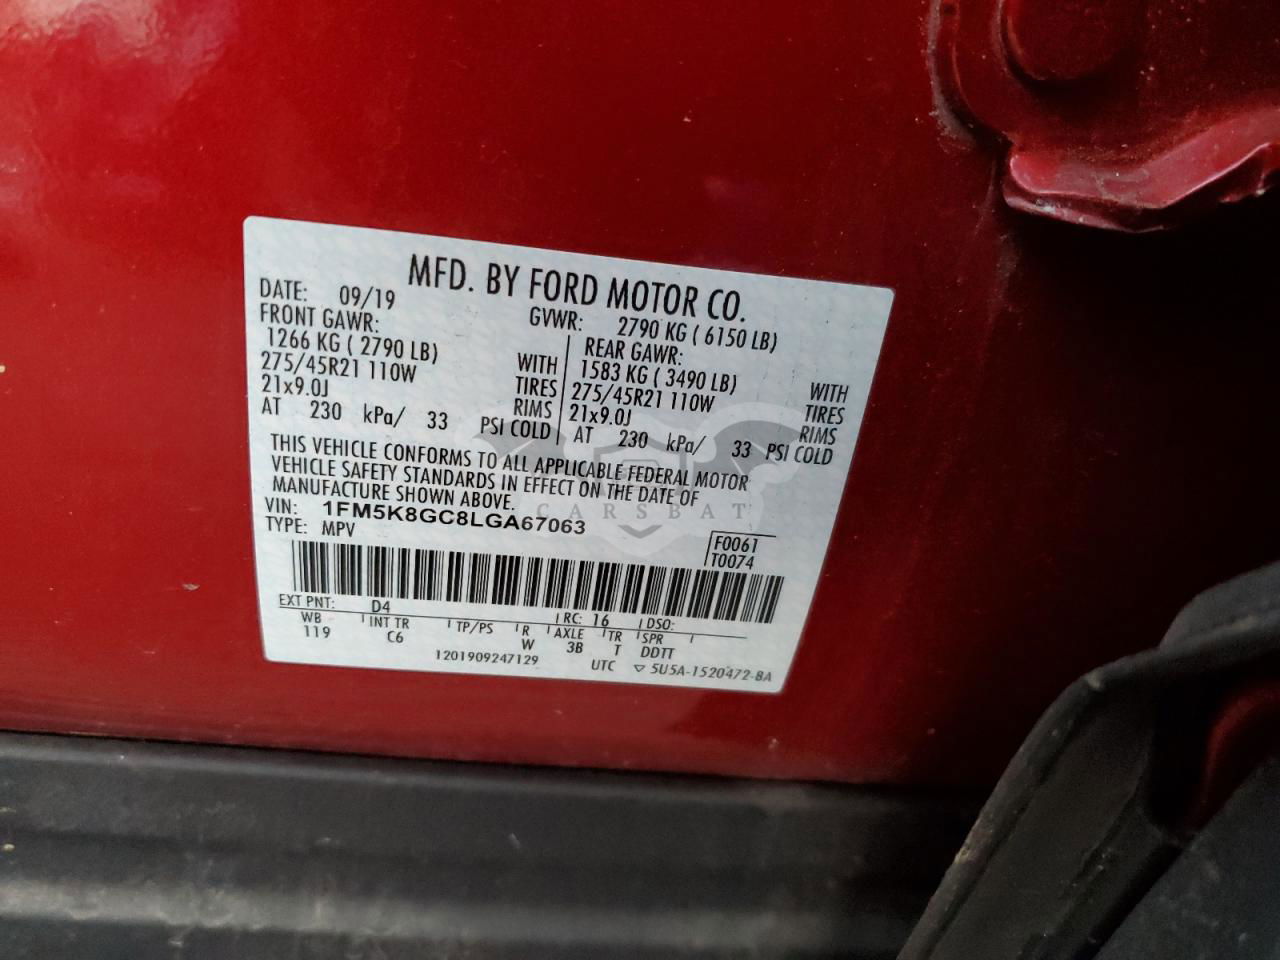 MFD. BY FORD MOTOR CO.
DATE: 09/19 GVWR: 2790 KG ( 6150 LB)
FRONT GAWR: REAR GAWR:
1266 KG ( 2790 LB) WITH 1583 KG ( 3490 LB) WITH
275/45R21 110W TIRES 275/45R21 110W TIRES
21x9.0J RIMS 21x9.0J RIMS
AT 230 kPa/ 33 PSI COLD AT 230 kPa/ 33 PSI COLD
THIS VEHICLE CONFORMS TO ALL APPLICABLE FEDERAL MOTOR
VEHICLE SAFETY STANDARDS IN EFFECT ON THE DATE OF
MANUFACTURE SHOWN ABOVE.
CARSBAT
VIN: 1FM5K8GC8LGA67063
TYPE: MPV
F0061
T0074
EXT PNT: D4 RC: 16 DSO:
WB INT TR TP/PS R AXLE TR SPR
119 C6 W 3B T DDTT
1201909247129 UTC ▽ 5U5A-1520472-BA